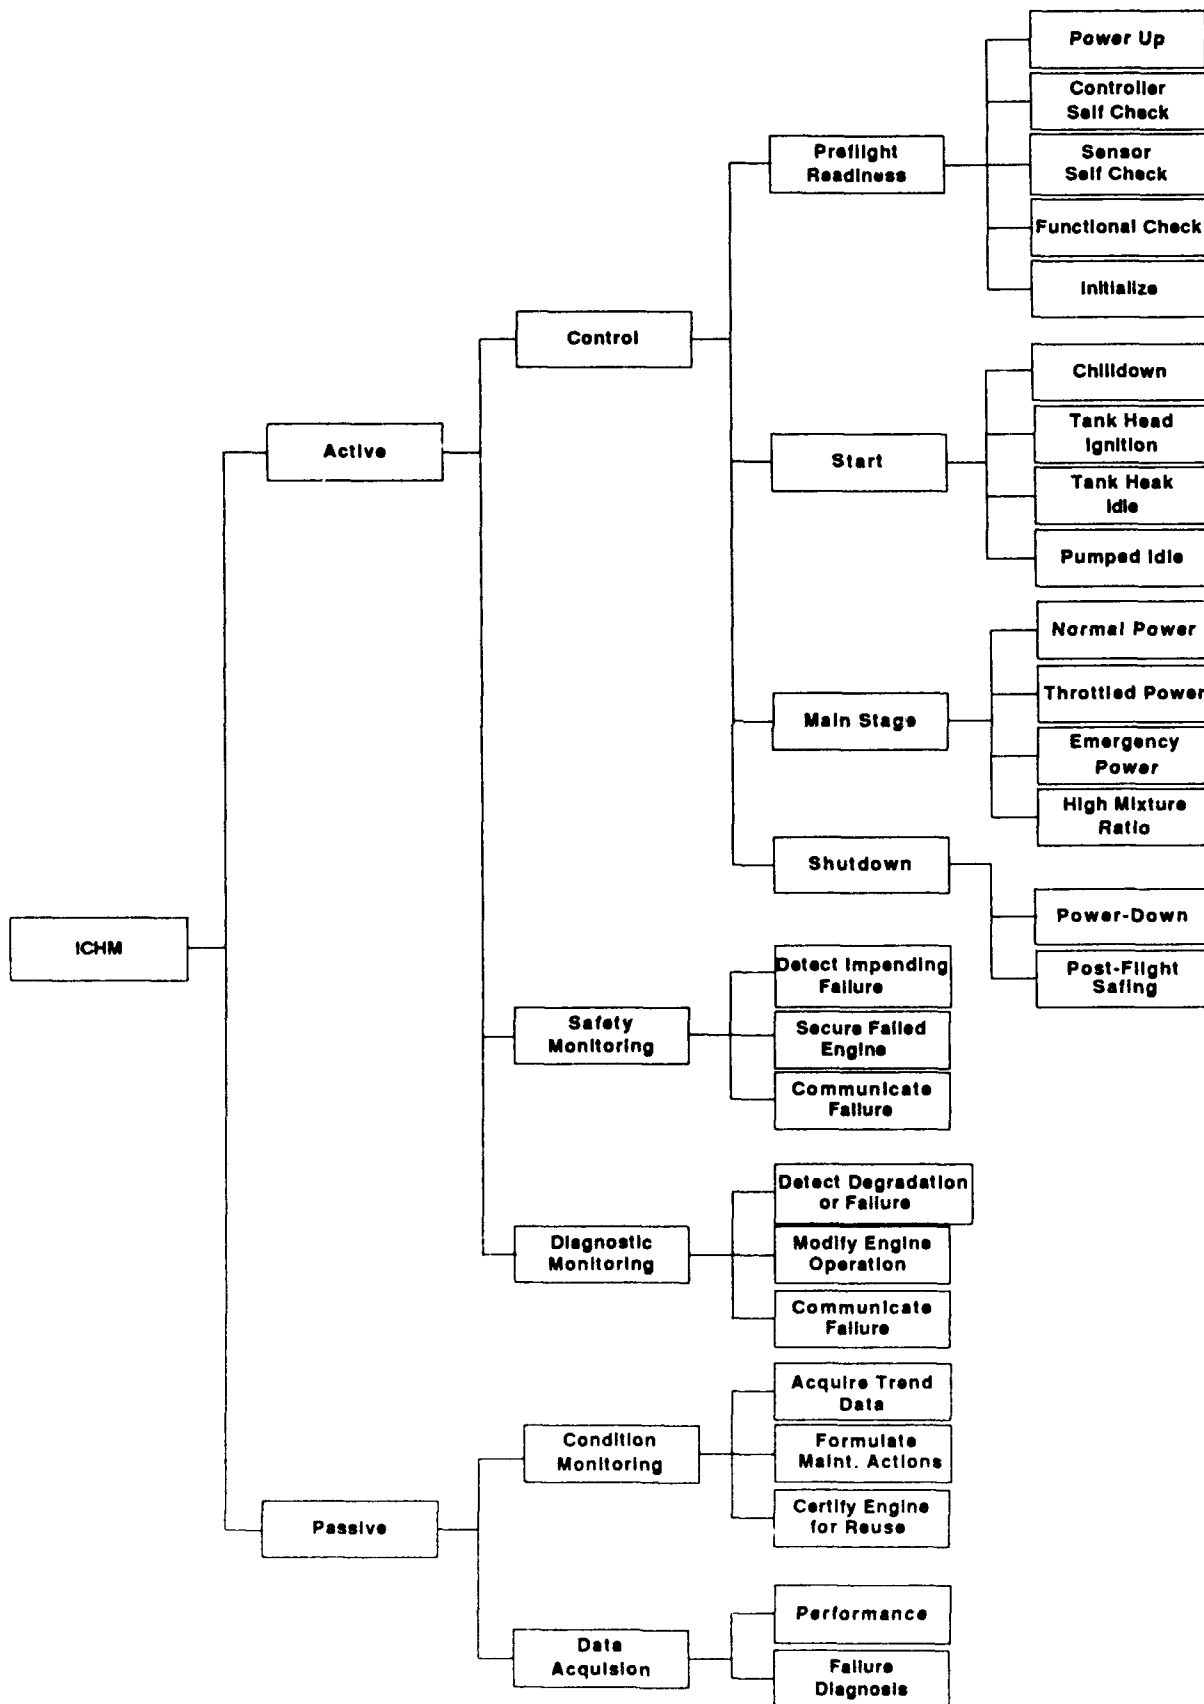 ICHM
Active
Control
Preflight
Readiness
Power Up
Controller
Self Check
Sensor
Self Check
Functional Check
Initialize
Start
Chilldown
Tank Head
Ignition
Tank Heak
Idle
Pumped Idle
Main Stage
Normal Power
Throttled Power
Emergency
Power
High Mixture
Ratio
Shutdown
Power-Down
Post-Flight
Safing
Safety
Monitoring
Detect Impending
Failure
Secure Failed
Engine
Communicate
Failure
Diagnostic
Monitoring
Detect Degradation
or Failure
Modify Engine
Operation
Communicate
Failure
Passive
Condition
Monitoring
Acquire Trend
Data
Formulate
Maint. Actions
Certify Engine
for Reuse
Data
Acquision
Performance
Failure
Diagnosis